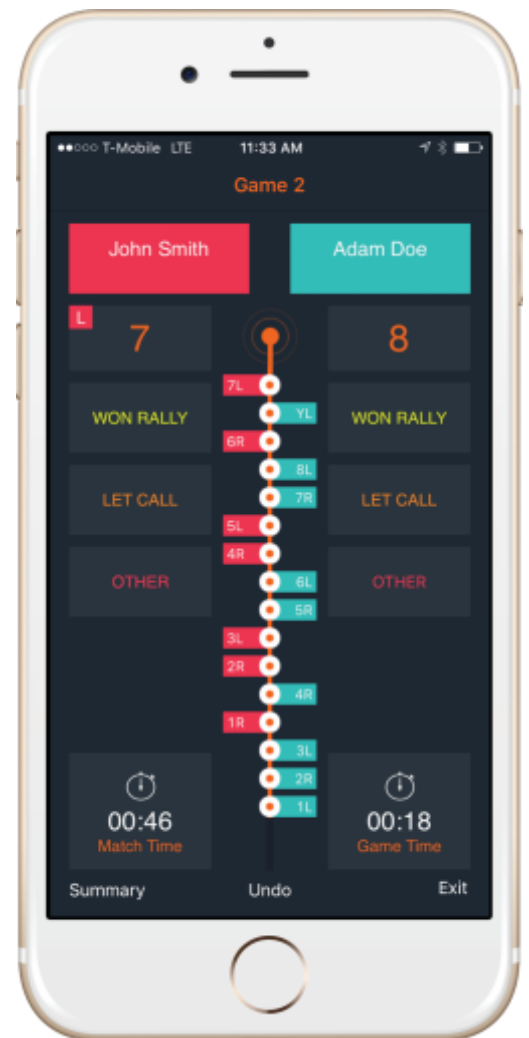 T-Mobile LTE 11:33 AM
Game 2
John Smith Adam Doe
L
7 8
7L
WON RALLY YL WON RALLY
6R
8L
LET CALL 7R LET CALL
5L
4R
OTHER 6L OTHER
5R
3L
2R
4R
1R
3L
2R
1L
00:46 00:18
Match Time Game Time
Summary Undo Exit